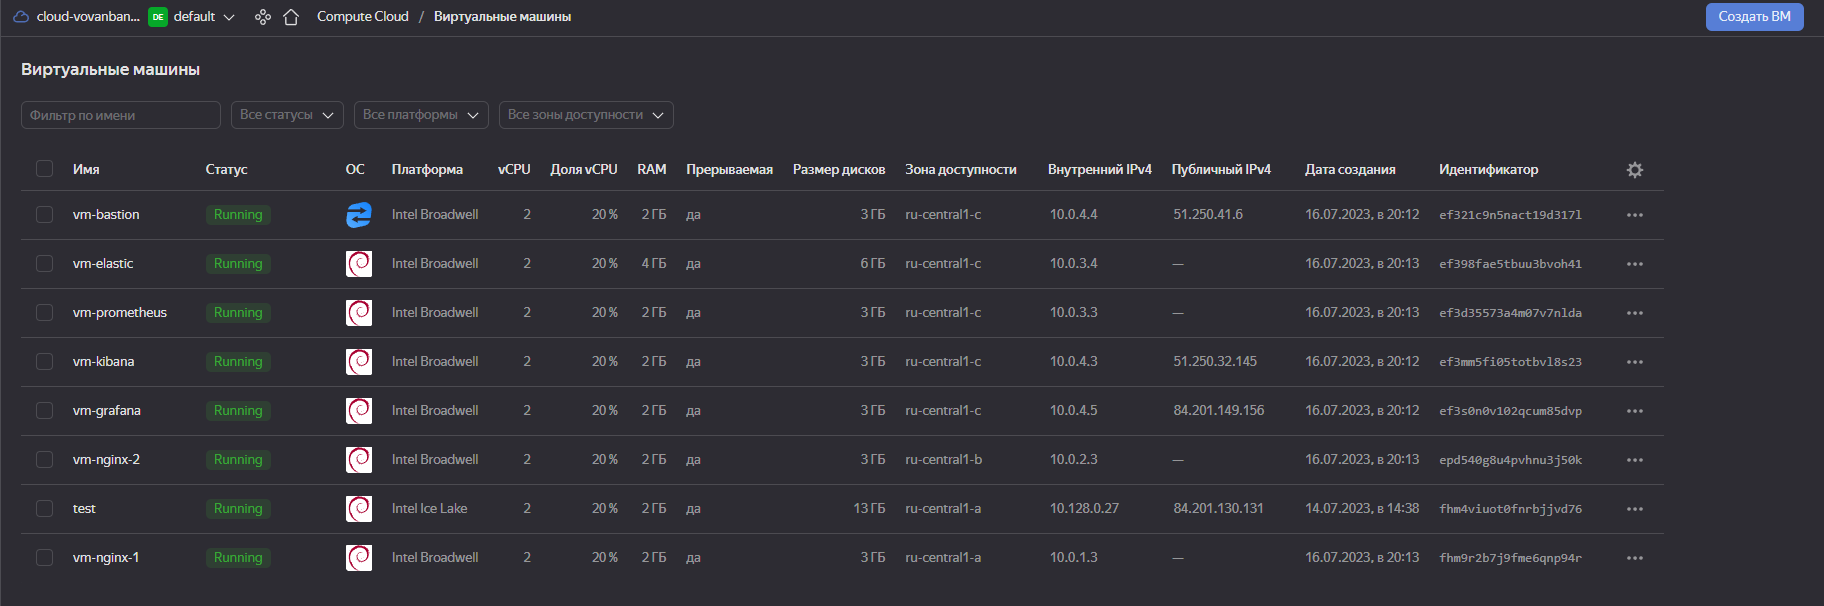 cloud-vovanban... DE default Compute Cloud / Виртуальные машины Создать ВМ
Виртуальные машины
Фильтр по имени Все статусы Все платформы Все зоны доступности
Имя Статус ОС Платформа vCPU Доля vCPU RAM Прерываемая Размер дисков Зона доступности Внутренний IPv4 Публичный IPv4 Дата создания Идентификатор
vm-bastion Running Intel Broadwell 2 20 % 2 ГБ да 3 ГБ ru-central1-c 10.0.4.4 51.250.41.6 16.07.2023, в 20:12 ef321c9n5nact19d317l
vm-elastic Running Intel Broadwell 2 20 % 4 ГБ да 6 ГБ ru-central1-c 10.0.3.4 — 16.07.2023, в 20:13 ef398fae5tbuu3bvoh41
vm-prometheus Running Intel Broadwell 2 20 % 2 ГБ да 3 ГБ ru-central1-c 10.0.3.3 — 16.07.2023, в 20:13 ef3d35573a4m07v7nlda
vm-kibana Running Intel Broadwell 2 20 % 2 ГБ да 3 ГБ ru-central1-c 10.0.4.3 51.250.32.145 16.07.2023, в 20:12 ef3mm5fi05totbvl8s23
vm-grafana Running Intel Broadwell 2 20 % 2 ГБ да 3 ГБ ru-central1-c 10.0.4.5 84.201.149.156 16.07.2023, в 20:12 ef3s0n0v102qcum85dvp
vm-nginx-2 Running Intel Broadwell 2 20 % 2 ГБ да 3 ГБ ru-central1-b 10.0.2.3 — 16.07.2023, в 20:13 epd540g8u4pvhnu3j50k
test Running Intel Ice Lake 2 20 % 2 ГБ да 13 ГБ ru-central1-a 10.128.0.27 84.201.130.131 14.07.2023, в 14:38 fhm4viuot0fnrbjjvd76
vm-nginx-1 Running Intel Broadwell 2 20 % 2 ГБ да 3 ГБ ru-central1-a 10.0.1.3 — 16.07.2023, в 20:13 fhm9r2b7j9fme6qnp94r